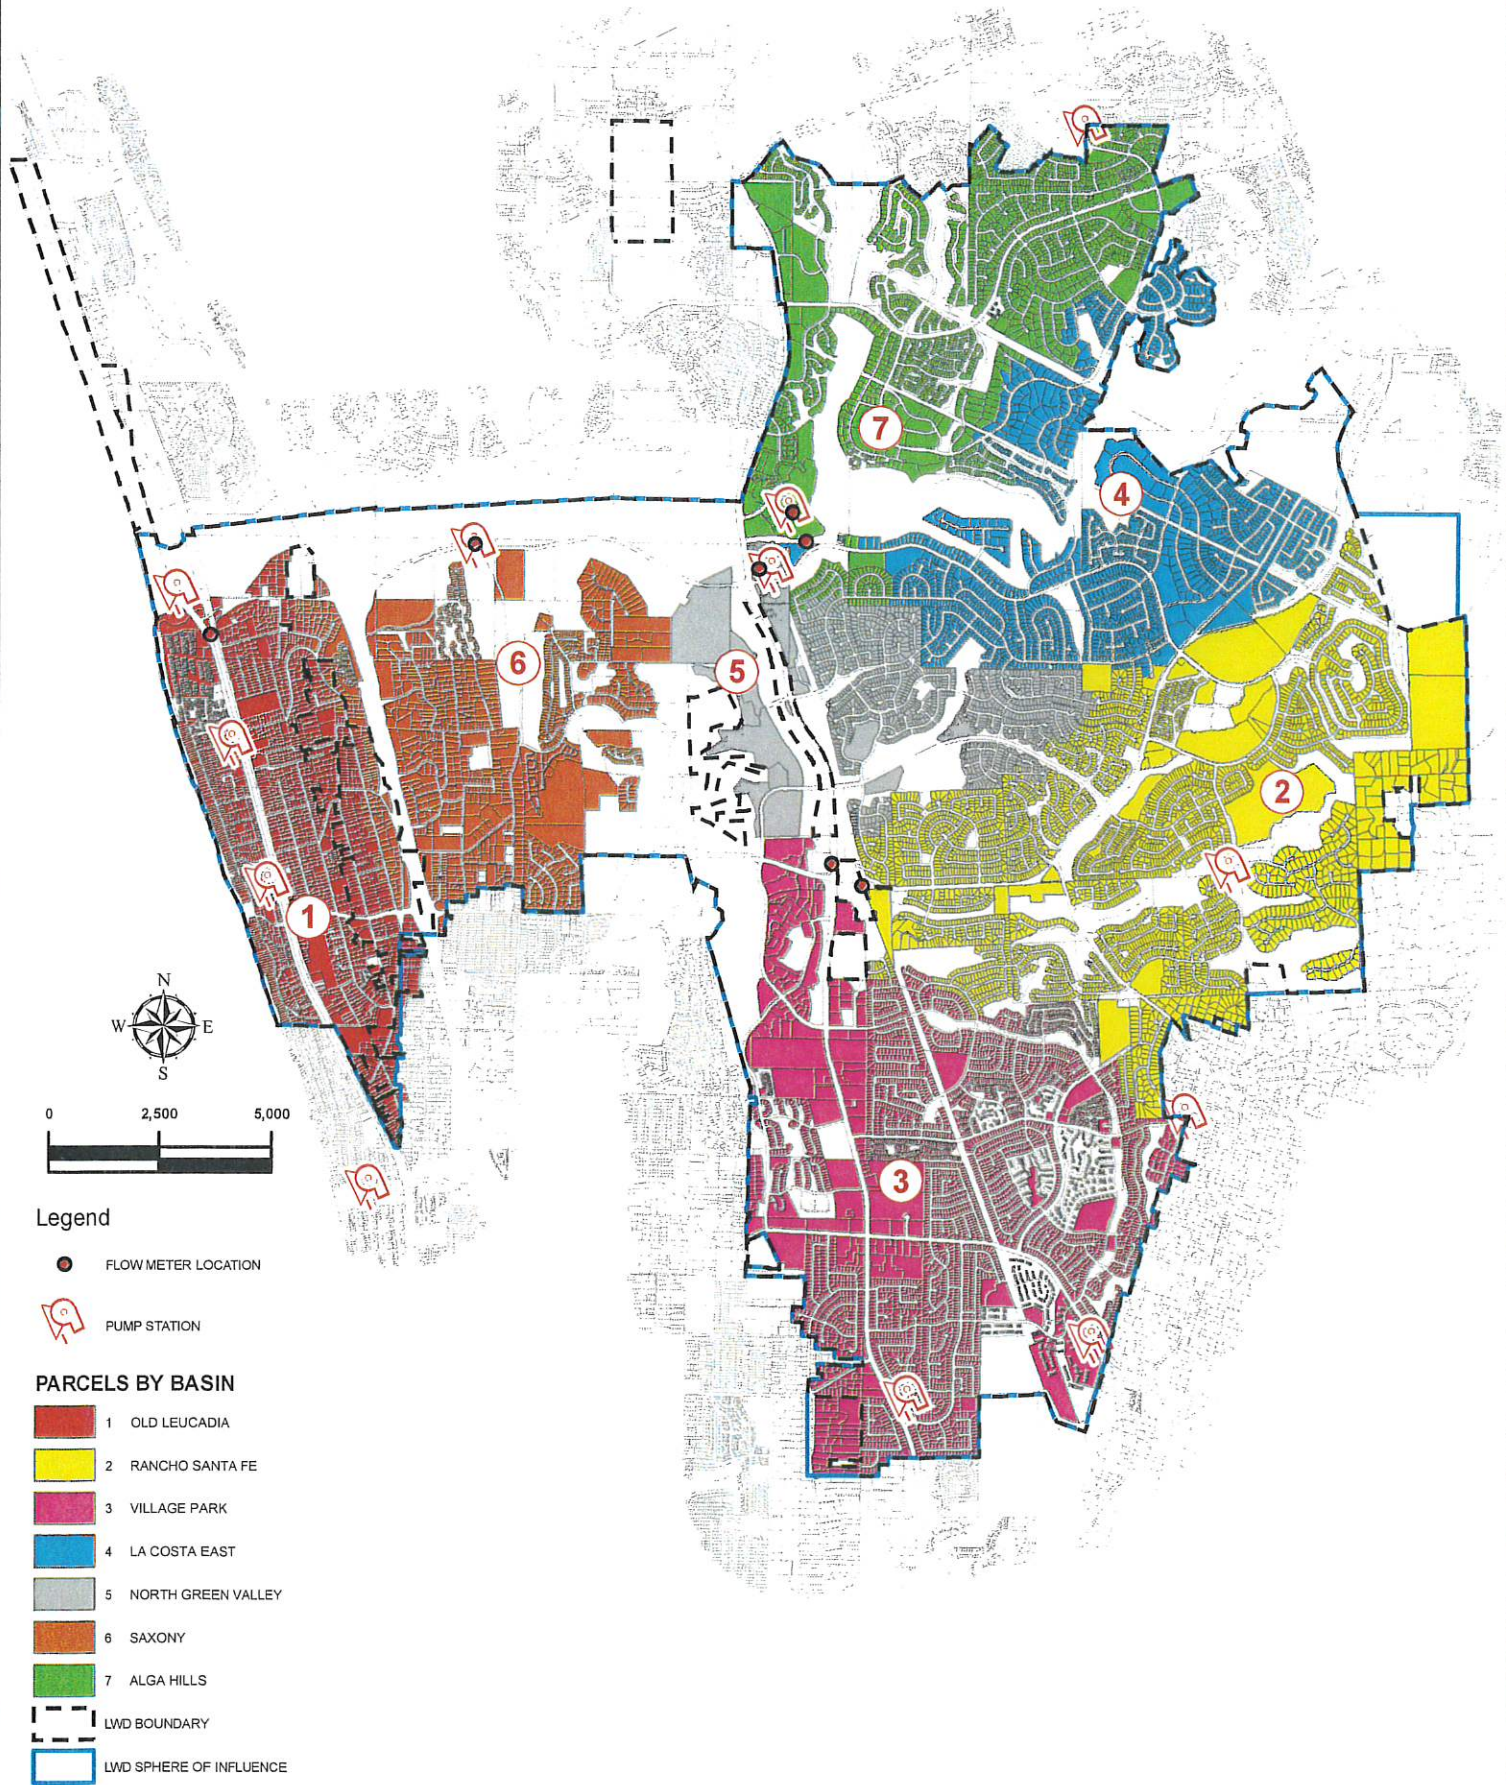 7
4
6
5
2
1
3
N
W E
S
0 2,500 5,000
Legend
FLOW METER LOCATION
PUMP STATION
PARCELS BY BASIN
1 OLD LEUCADIA
2 RANCHO SANTA FE
3 VILLAGE PARK
4 LA COSTA EAST
5 NORTH GREEN VALLEY
6 SAXONY
7 ALGA HILLS
LWD BOUNDARY
LWD SPHERE OF INFLUENCE